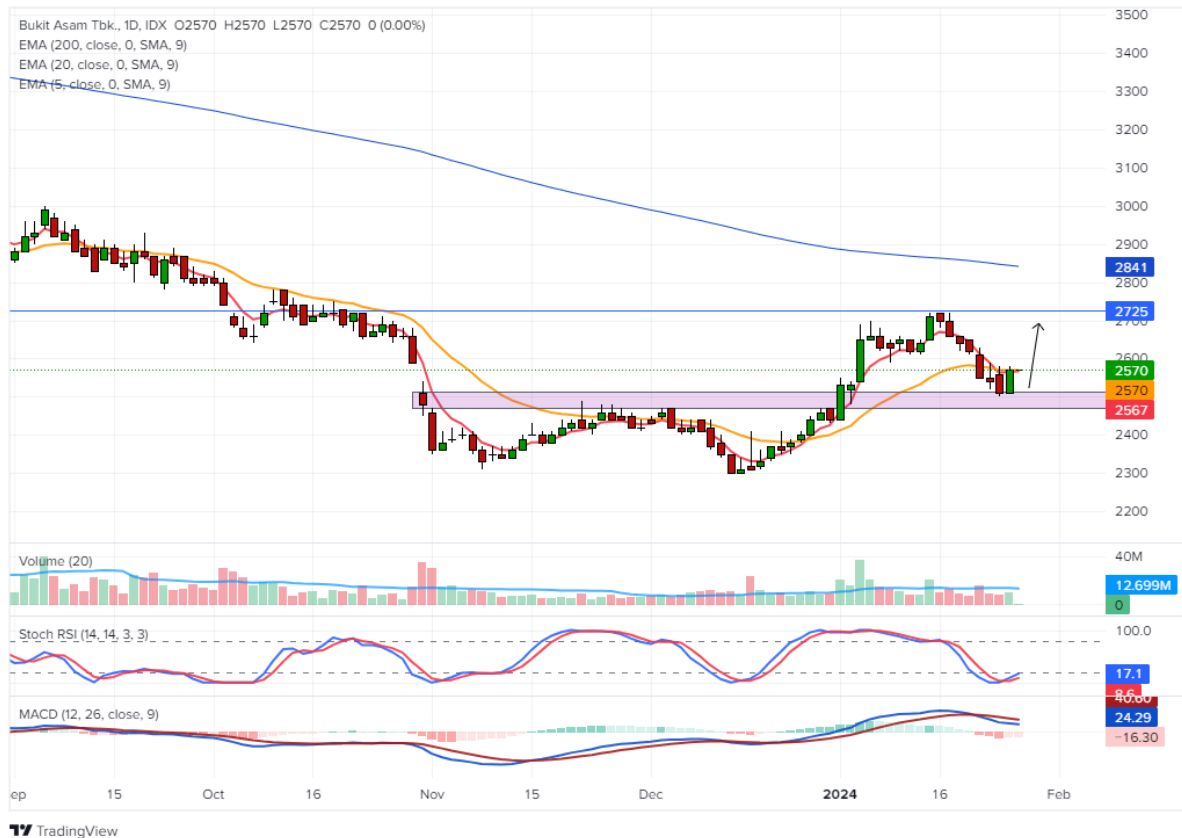 Bukit Asam Tbk., 1D, IDX O2570 H2570 L2570 C2570 0 (0.00%)
EMA (200, close, 0, SMA, 9)
EMA (20, close, 0, SMA, 9)
EMA (5, close, 0, SMA, 9)
3500
3400
3300
3200
3100
3000
2900
2841
2800
2725
2700
2600
2570
2570
2567
2400
2300
2200
Volume (20)
40M
12.699M
0
Stoch RSI (14, 14, 3, 3)
100.0
17.1
8.6
40.60
MACD (12, 26, close, 9)
24.29
−16.30
ep 15 Oct 16 Nov 15 Dec 2024 16 Feb
TradingView